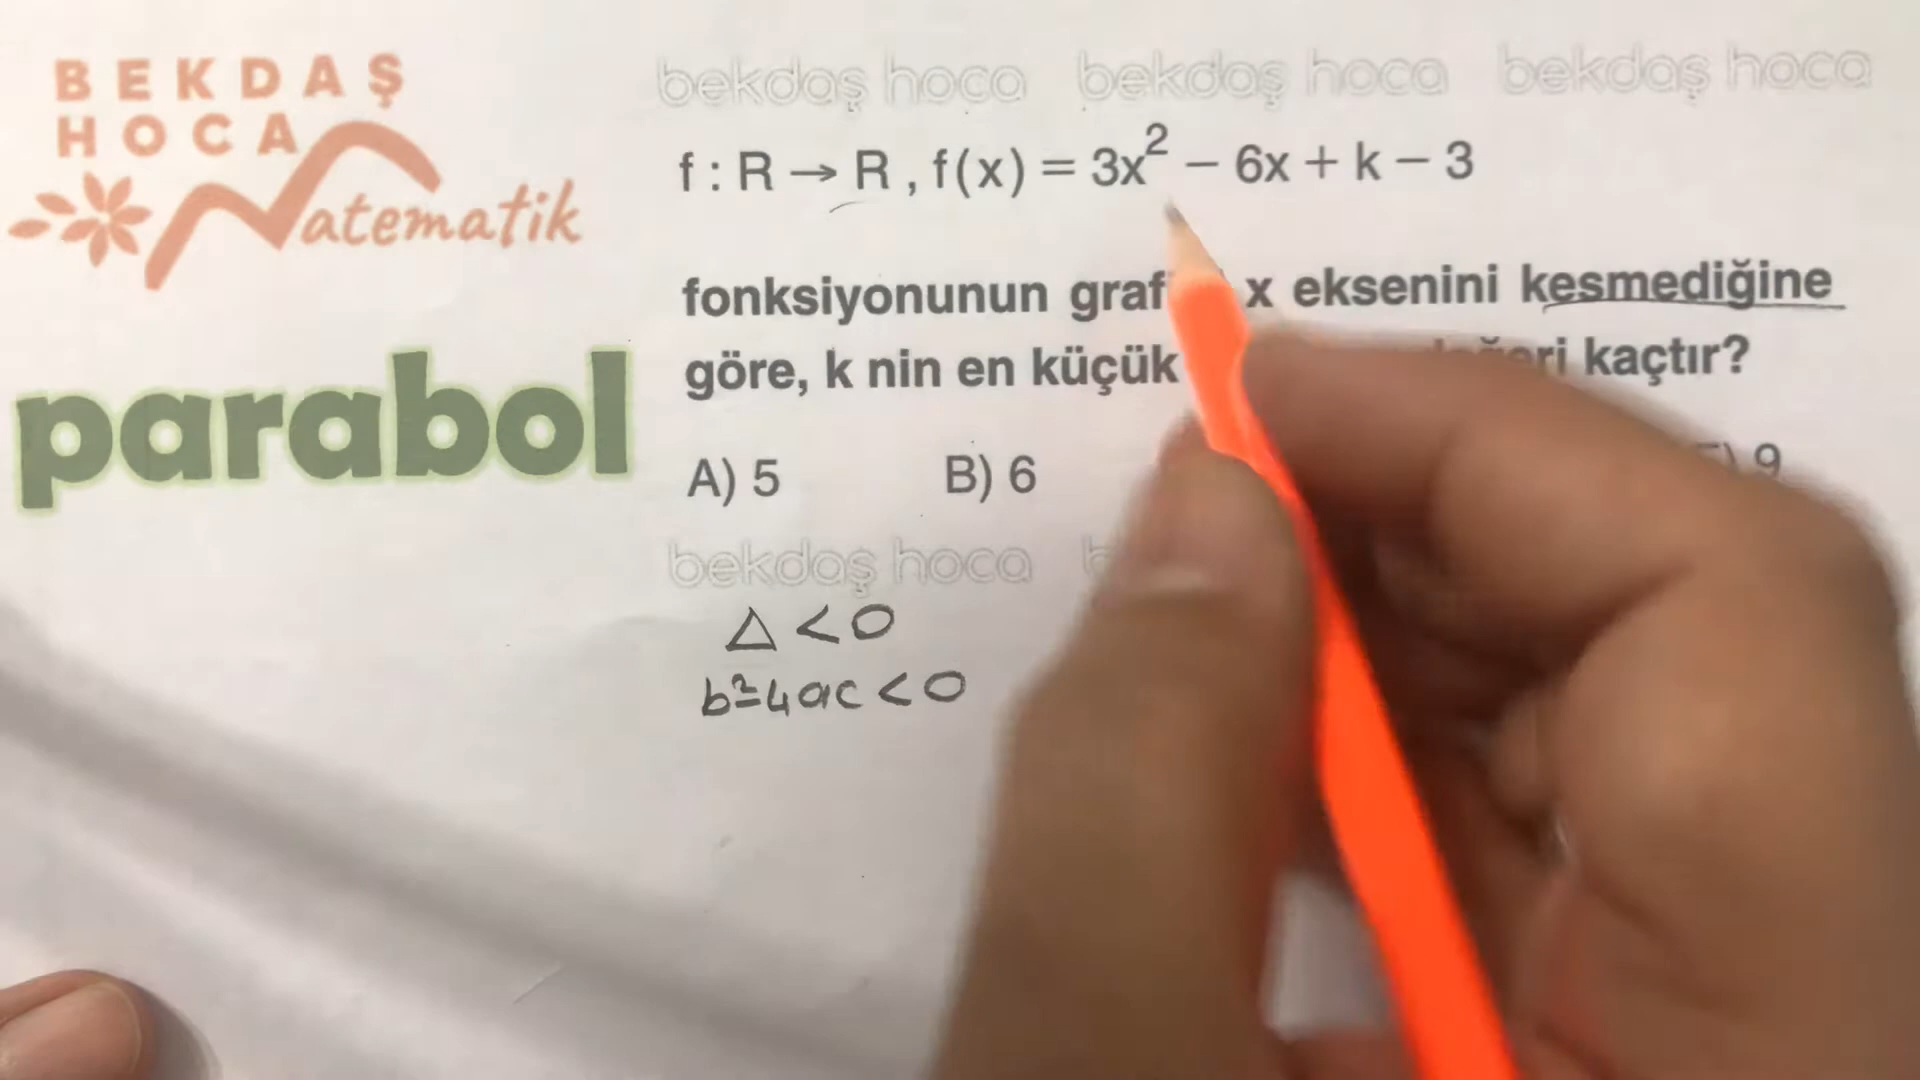 BEKDAŞ
HOCA
Matematik
parabol
bekdaş hoca bekdaş hoca bekdaş hoca
f : R → R , f(x) = 3x² − 6x + k − 3
fonksiyonunun x eksenini kesmediğine
göre, k nin en küçük kaçtır?
A) 5 B) 6 9
bekdaş hoca
△ < 0
b²-4ac < 0